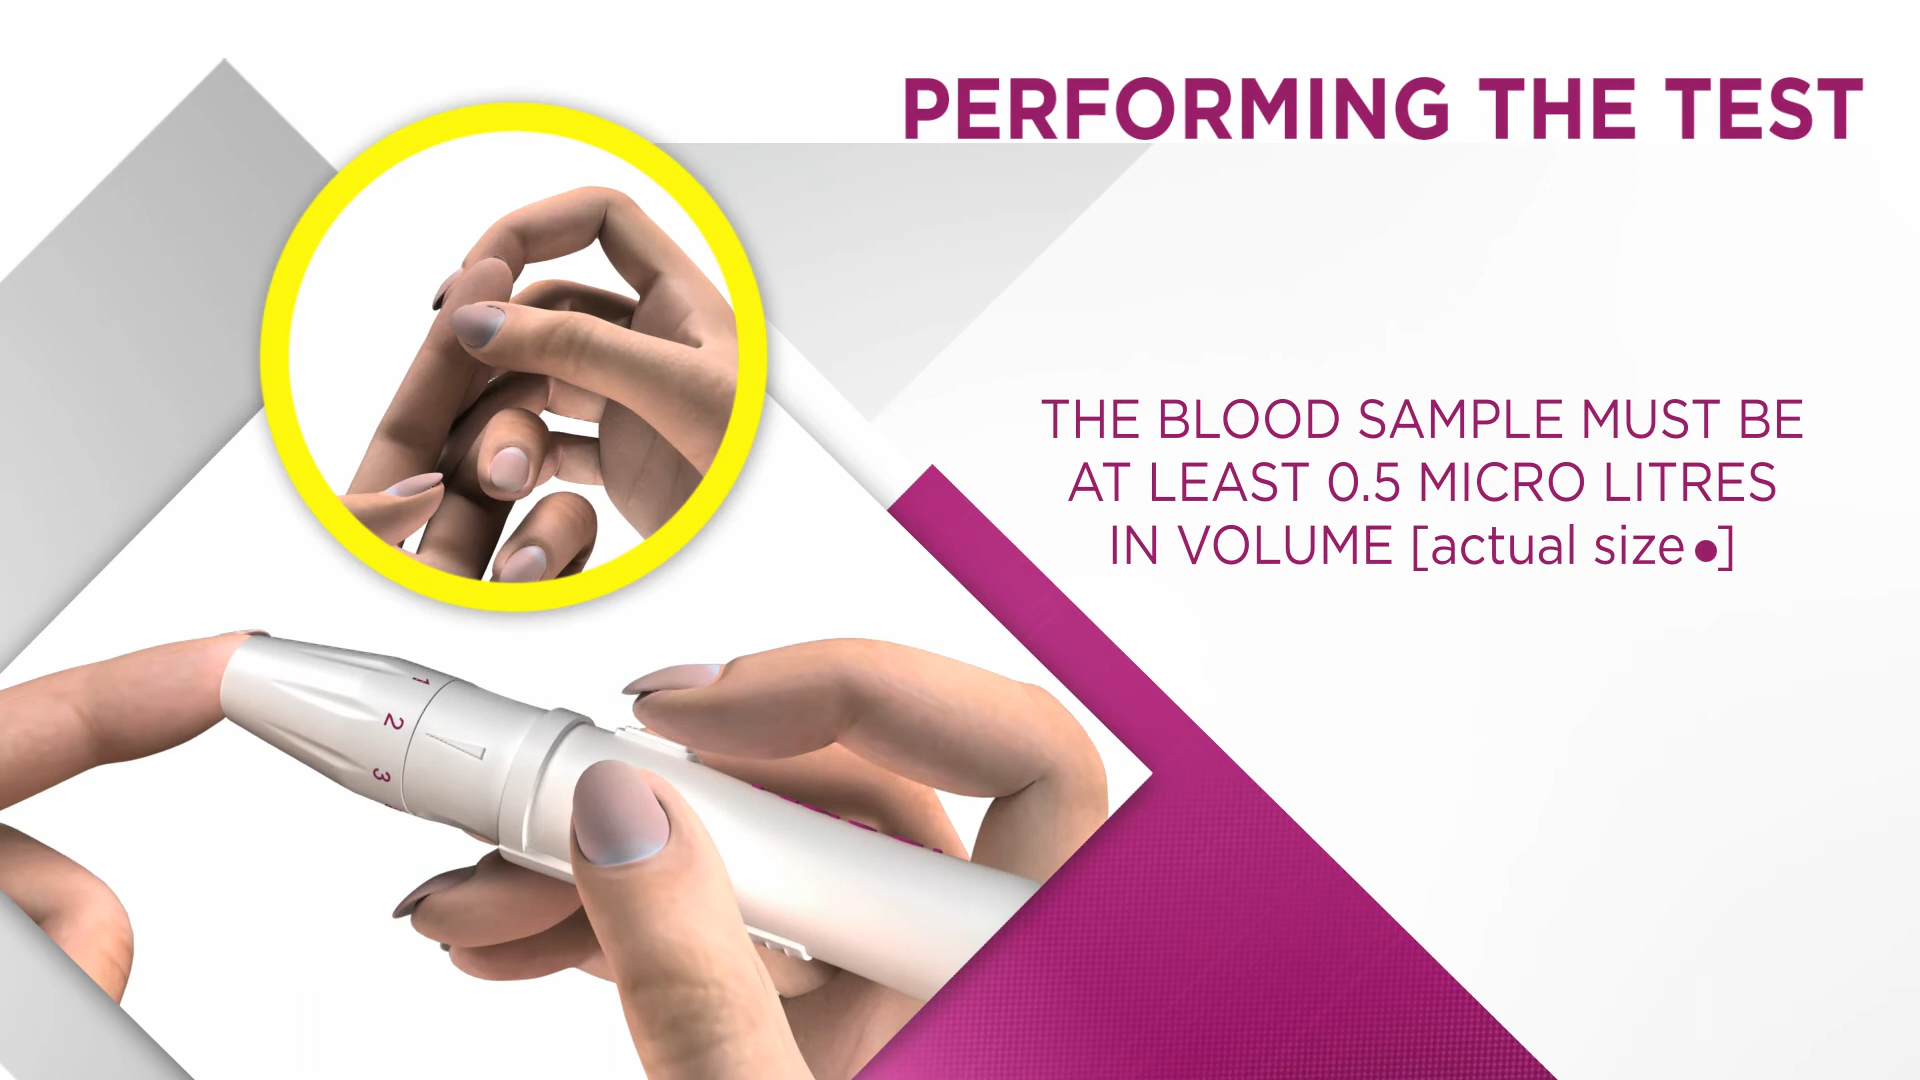 PERFORMING THE TEST
THE BLOOD SAMPLE MUST BE
AT LEAST 0.5 MICRO LITRES
IN VOLUME [actual size●]
1
2
3